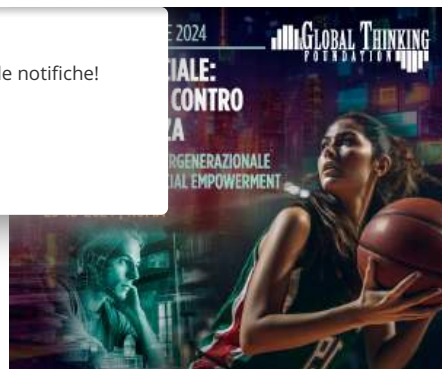 le notifiche!
E 2024
GLOBAL THINKING
FOUNDATION
IALE:
CONTRO
ZA
RGENERAZIONALE
IAL EMPOWERMENT